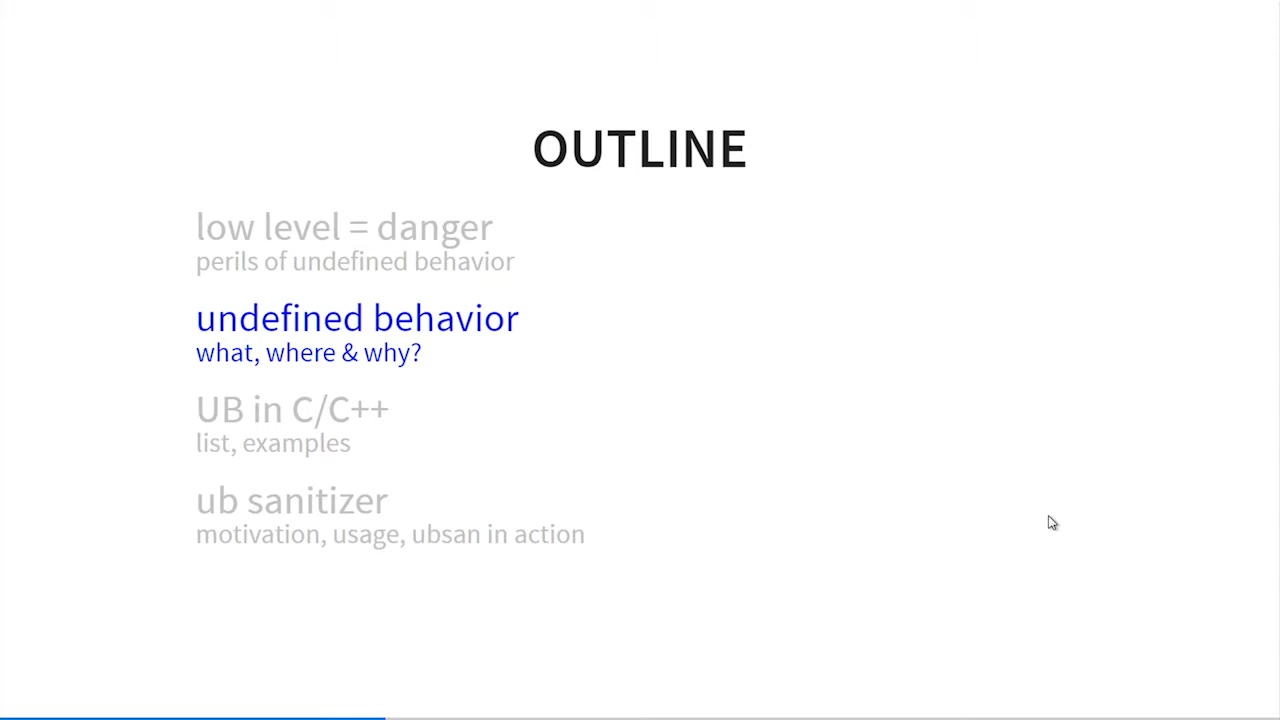 OUTLINE
low level = danger
perils of undefined behavior
undefined behavior
what, where & why?
UB in C/C++
list, examples
ub sanitizer
motivation, usage, ubsan in action